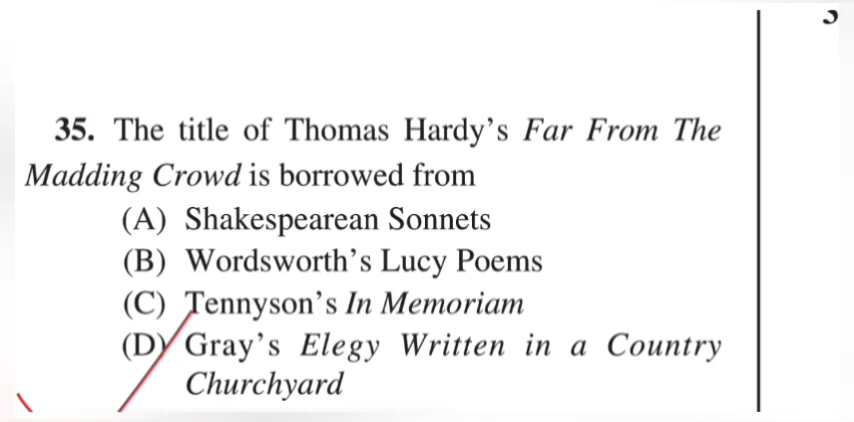 35. The title of Thomas Hardy's Far From The
Madding Crowd is borrowed from
(A) Shakespearean Sonnets
(B) Wordsworth's Lucy Poems
(C) Tennyson's In Memoriam
(D) Gray's Elegy Written in a Country
Churchyard